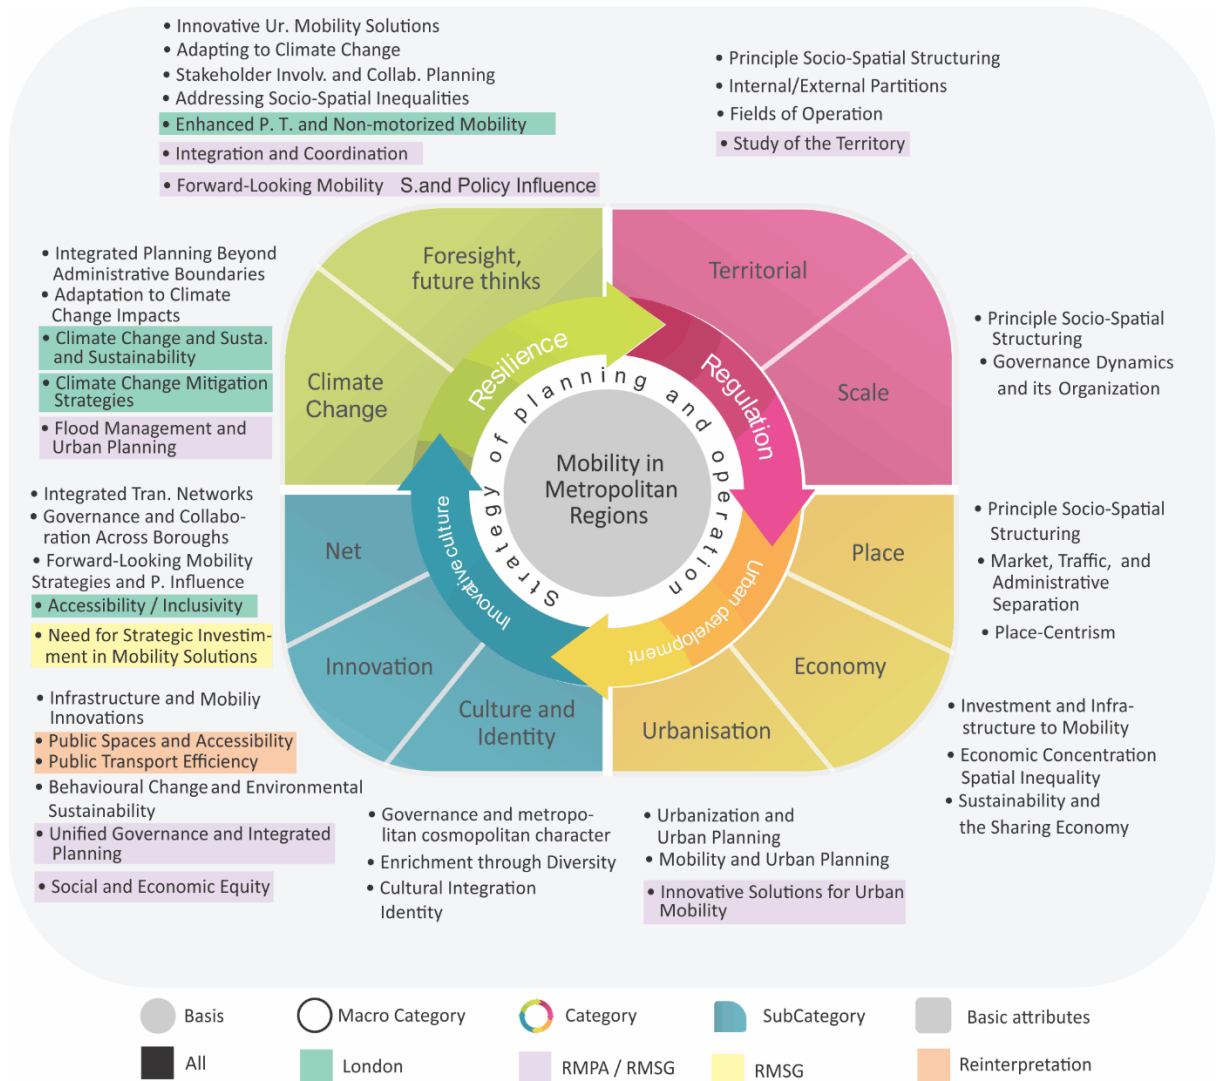 • Innovative Ur. Mobility Solutions
• Adapting to Climate Change
• Stakeholder Involv. and Collab. Planning
• Addressing Socio-Spatial Inequalities
• Enhanced P. T. and Non-motorized Mobility
• Integration and Coordination
• Forward-Looking Mobility S.and Policy Influence
• Principle Socio-Spatial Structuring
• Internal/External Partitions
• Fields of Operation
• Study of the Territory
• Integrated Planning Beyond
Administrative Boundaries
• Adaptation to Climate
Change Impacts
• Climate Change and Susta.
and Sustainability
• Climate Change Mitigation
Strategies
• Flood Management and
Urban Planning
Foresight,
future thinks
Territorial
Climate
Change
Scale
Resilience
Regulation
Strategy of planning and operation
Mobility in
Metropolitan
Regions
• Principle Socio-Spatial
Structuring
• Governance Dynamics
and its Organization
• Integrated Tran. Networks
• Governance and Collabo-
ration Across Boroughs
• Forward-Looking Mobility
Strategies and P. Influence
• Accessibility / Inclusivity
• Need for Strategic Investim-
ment in Mobility Solutions
Net
Innovation
Culture and
Identity
Innovative culture
Urban development
Place
Economy
Urbanisation
• Principle Socio-Spatial
Structuring
• Market, Traffic, and
Administrative
Separation
• Place-Centrism
• Infrastructure and Mobiliy
Innovations
• Public Spaces and Accessibility
• Public Transport Efficiency
• Behavioural Change and Environmental
Sustainability
• Unified Governance and Integrated
Planning
• Social and Economic Equity
• Governance and metropo-
litan cosmopolitan character
• Enrichment through Diversity
• Cultural Integration
Identity
• Urbanization and
Urban Planning
• Mobility and Urban Planning
• Innovative Solutions for Urban
Mobility
• Investment and Infra-
structure to Mobility
• Economic Concentration
Spatial Inequality
• Sustainability and
the Sharing Economy
Basis
Macro Category
Category
SubCategory
Basic attributes
All
London
RMPA / RMSG
RMSG
Reinterpretation